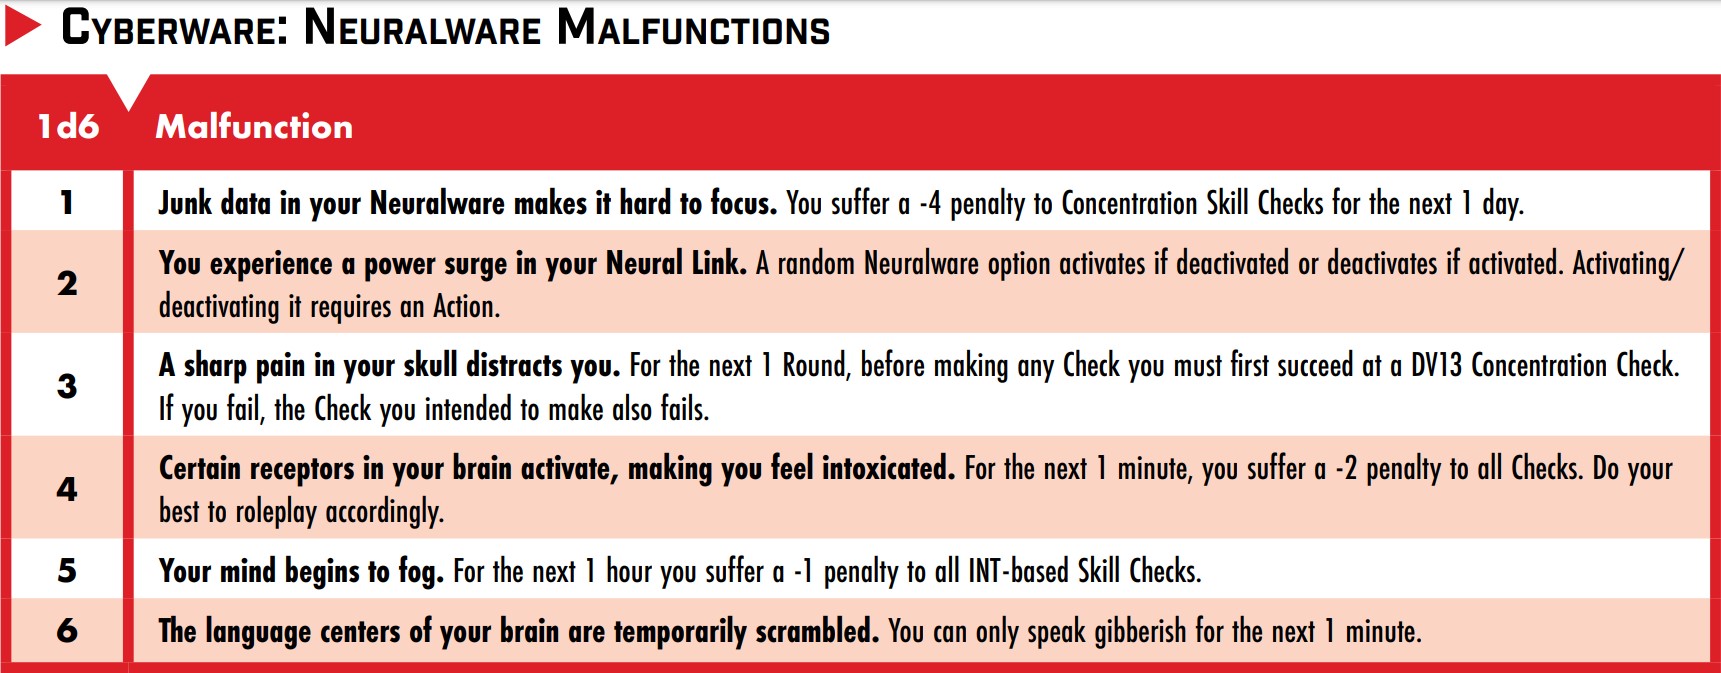 Cyberware: Neuralware Malfunctions
1d6 Malfunction
1 Junk data in your Neuralware makes it hard to focus. You suffer a -4 penalty to Concentration Skill Checks for the next 1 day.
2 You experience a power surge in your Neural Link. A random Neuralware option activates if deactivated or deactivates if activated. Activating/
deactivating it requires an Action.
3 A sharp pain in your skull distracts you. For the next 1 Round, before making any Check you must first succeed at a DV13 Concentration Check.
If you fail, the Check you intended to make also fails.
4 Certain receptors in your brain activate, making you feel intoxicated. For the next 1 minute, you suffer a -2 penalty to all Checks. Do your
best to roleplay accordingly.
5 Your mind begins to fog. For the next 1 hour you suffer a -1 penalty to all INT-based Skill Checks.
6 The language centers of your brain are temporarily scrambled. You can only speak gibberish for the next 1 minute.